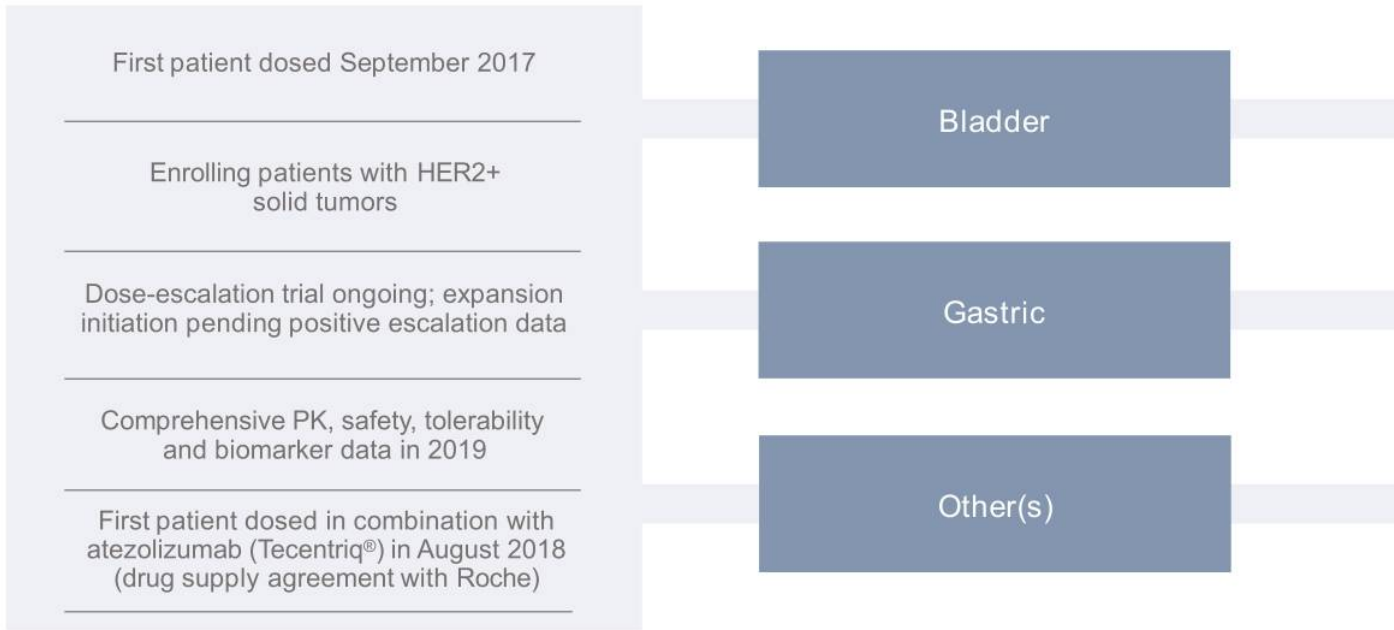 First patient dosed September 2017
Enrolling patients with HER2+
solid tumors
Dose-escalation trial ongoing; expansion
initiation pending positive escalation data
Comprehensive PK, safety, tolerability
and biomarker data in 2019
First patient dosed in combination with
atezolizumab (Tecentriq®) in August 2018
(drug supply agreement with Roche)
Bladder
Gastric
Other(s)